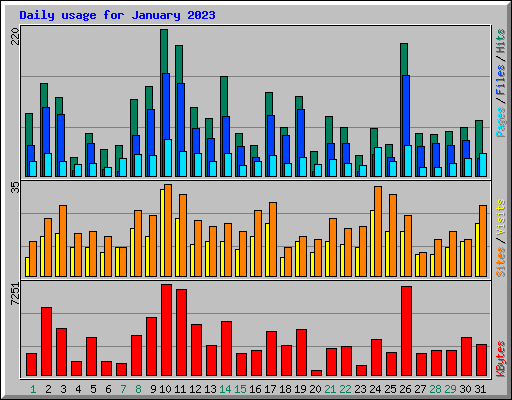 Daily usage for January 2023
220
Pages / Files / Hits
35
Sites / Visits
7251
KBytes
1 2 3 4 5 6 7 8 9 10 11 12 13 14 15 16 17 18 19 20 21 22 23 24 25 26 27 28 29 30 31